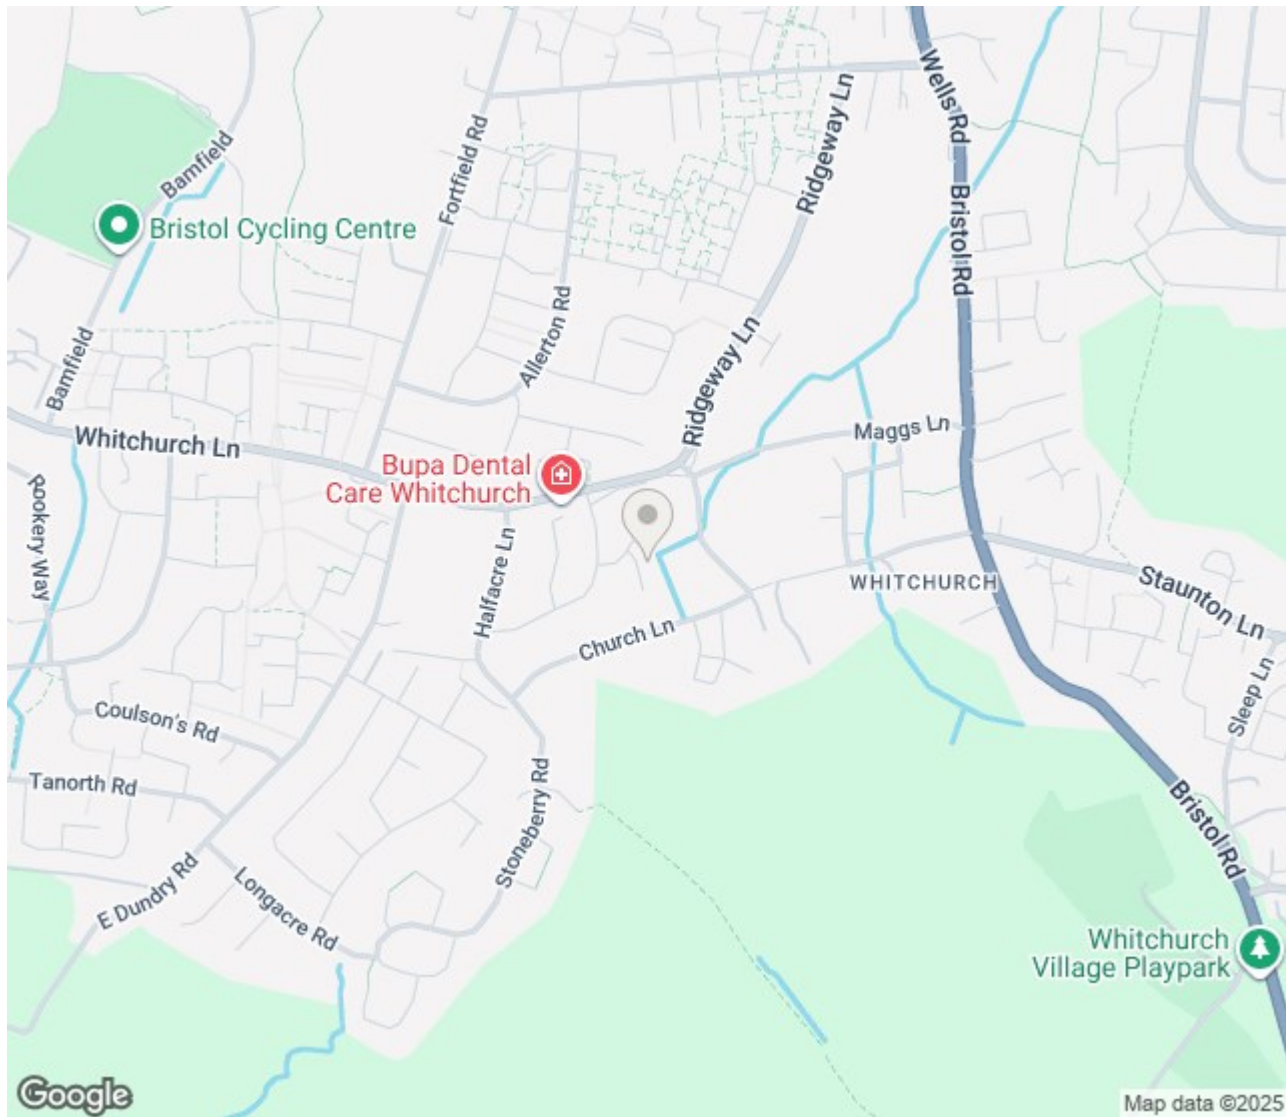 Wells Rd
Ridgeway Ln
Fortfield Rd
Bamfield
Bristol Cycling Centre
Bristol Rd
Allerton Rd
Ridgeway Ln
Bamfield
Whitchurch Ln
Maggs Ln
Bupa Dental
Care Whitchurch
Rookery Way
Halfacre Ln
WHITCHURCH
Staunton Ln
Church Ln
Sleep Ln
Coulson's Rd
Tanorth Rd
Stoneberry Rd
Bristol Rd
E Dundry Rd
Longacre Rd
Whitchurch
Village Playpark
Google
Map data ©2025